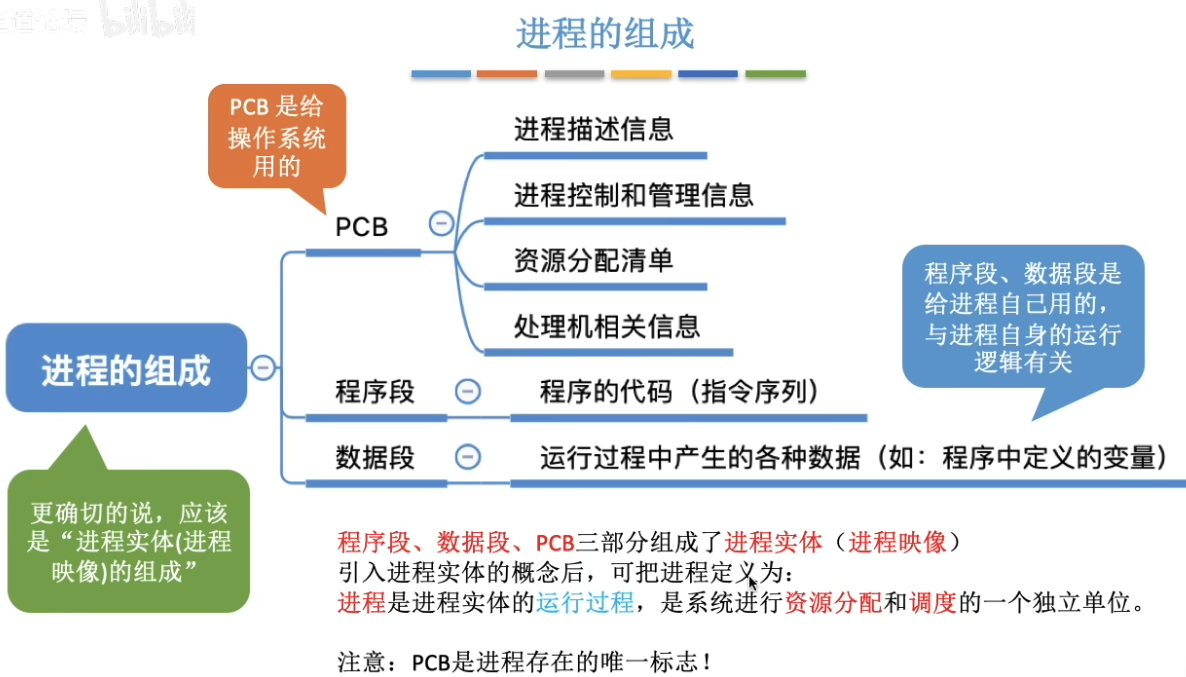 bilibili
进程的组成
PCB 是给
操作系统
用的
进程描述信息
进程控制和管理信息
PCB
资源分配清单
处理机相关信息
程序段、数据段是
给进程自己用的，
与进程自身的运行
逻辑有关
进程的组成
程序段
程序的代码（指令序列）
数据段
运行过程中产生的各种数据（如：程序中定义的变量）
更确切的说，应该
是“进程实体(进程
映像)的组成”
程序段、数据段、PCB三部分组成了进程实体（进程映像）
引入进程实体的概念后，可把进程定义为：
进程是进程实体的运行过程，是系统进行资源分配和调度的一个独立单位。
注意：PCB是进程存在的唯一标志！